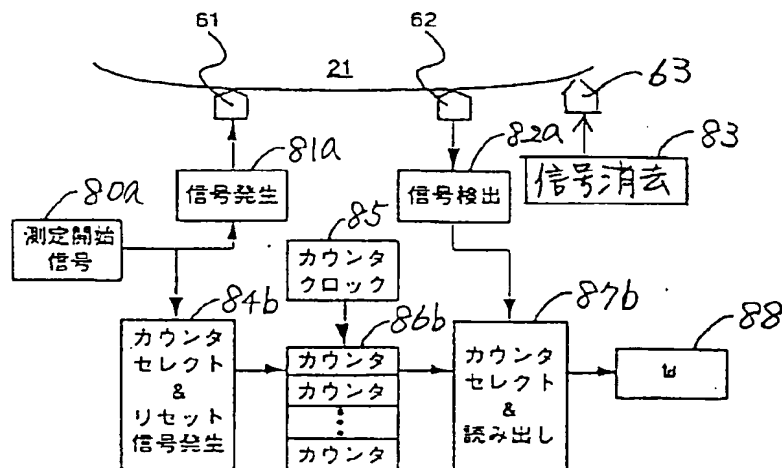 61
62
21
63
81a
82a
83
信号発生
信号検出
信号消去
80a
測定開始
信号
85
カウンタ
クロック
84b
86b
87b
88
カウンタ
セレクト
&
リセット
信号発生
カウンタ
カウンタ
カウンタ
カウンタ
セレクト
&
読み出し